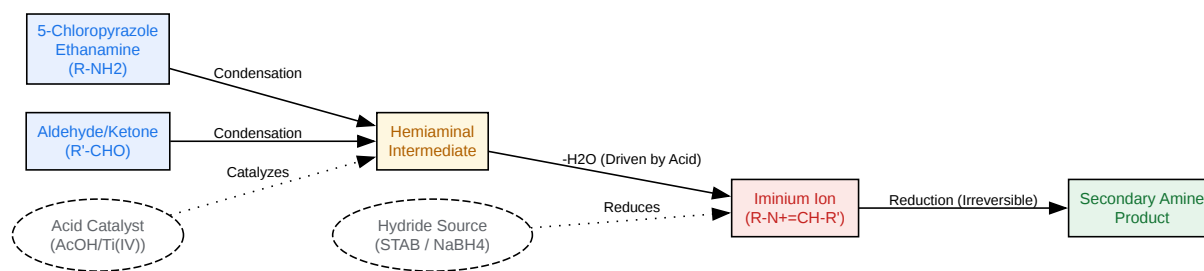 5-Chloropyrazole
Ethanamine
(R-NH2)
Condensation
Aldehyde/Ketone
(R'-CHO)
Condensation
Hemiaminal
Intermediate
Catalyzes
-H2O (Driven by Acid)
Acid Catalyst
(AcOH/Ti(IV))
Hydride Source
(STAB / NaBH4)
Reduces
Iminium Ion
(R-N+=CH-R')
Reduction (Irreversible)
Secondary Amine
Product